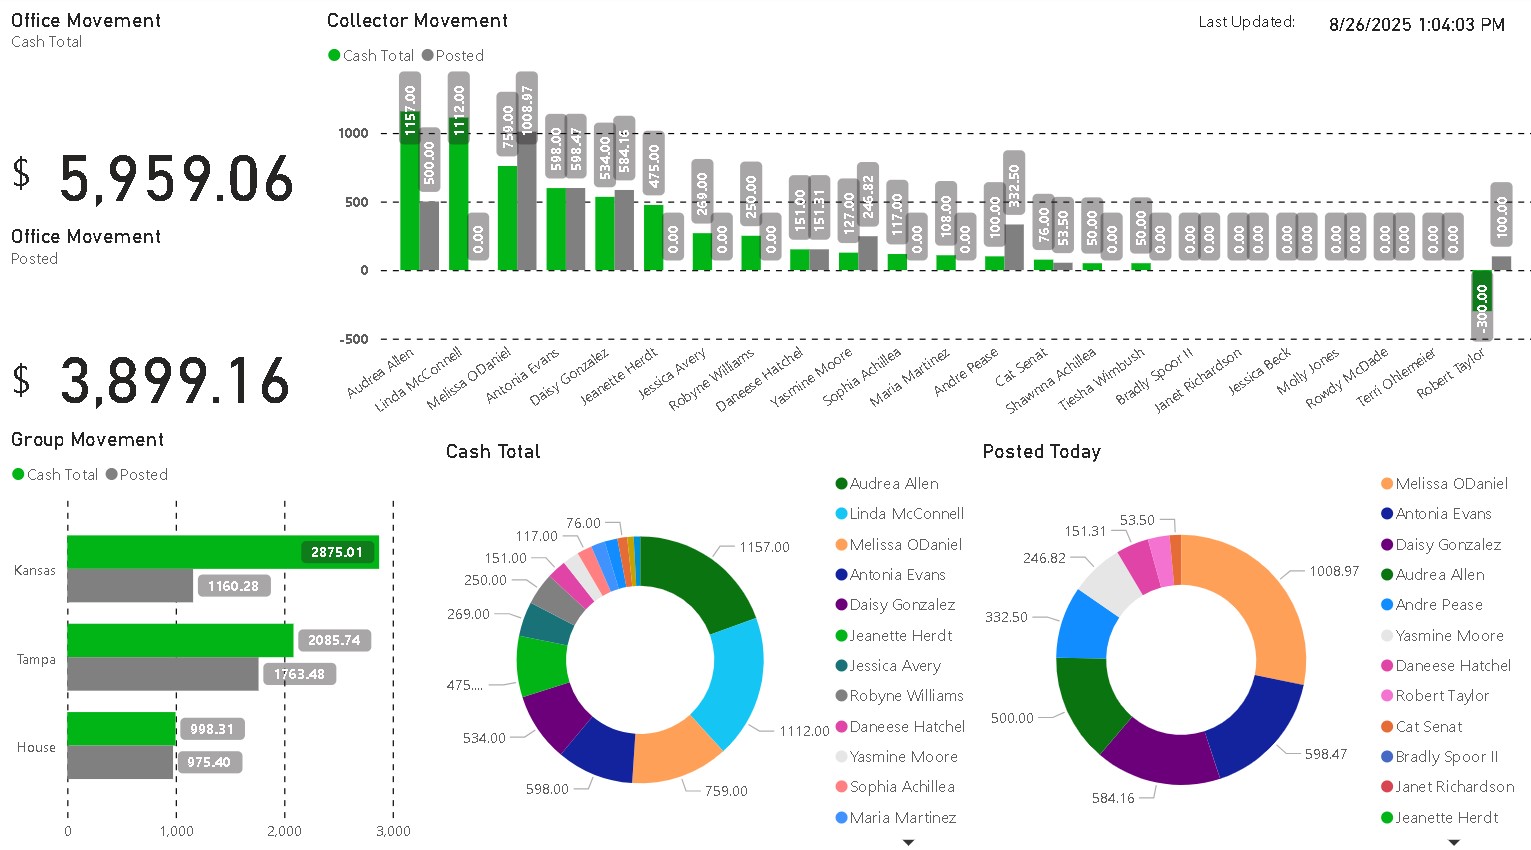 Office Movement
Cash Total
$ 5,959.06
Office Movement
Posted
$ 3,899.16
Collector Movement
Last Updated: 8/26/2025 1:04:03 PM
Cash Total Posted
1000
500
0
-500
1157.00 500.00
1112.00 0.00
759.00 1008.97
598.00 598.47
534.00 584.16
475.00 0.00
269.00 0.00
250.00 0.00
151.00 151.31
127.00 246.82
117.00 0.00
108.00 0.00
100.00 332.50
76.00 53.50
50.00 0.00
50.00 0.00
0.00 0.00
0.00 0.00
0.00 0.00
0.00 0.00
0.00 0.00
0.00 0.00
-300.00 100.00
Audrea Allen
Linda McConnell
Melissa ODaniel
Antonia Evans
Daisy Gonzalez
Jeanette Herdt
Jessica Avery
Robyne Williams
Daneese Hatchel
Yasmine Moore
Sophia Achillea
Maria Martinez
Andre Pease
Cat Senat
Shawnna Achillea
Tiesha Wimbush
Bradly Spoor II
Janet Richardson
Jessica Beck
Molly Jones
Rowdy McDade
Terri Ohlemeier
Robert Taylor
Group Movement
Cash Total Posted
Kansas 2875.01
1160.28
Tampa 2085.74
1763.48
House 998.31
975.40
0 1,000 2,000 3,000
Cash Total
76.00
117.00
151.00
250.00
269.00
475....
534.00
598.00
759.00
1112.00
1157.00
Audrea Allen
Linda McConnell
Melissa ODaniel
Antonia Evans
Daisy Gonzalez
Jeanette Herdt
Jessica Avery
Robyne Williams
Daneese Hatchel
Yasmine Moore
Sophia Achillea
Maria Martinez
Posted Today
53.50
151.31
246.82
332.50
500.00
584.16
598.47
1008.97
Melissa ODaniel
Antonia Evans
Daisy Gonzalez
Audrea Allen
Andre Pease
Yasmine Moore
Daneese Hatchel
Robert Taylor
Cat Senat
Bradly Spoor II
Janet Richardson
Jeanette Herdt